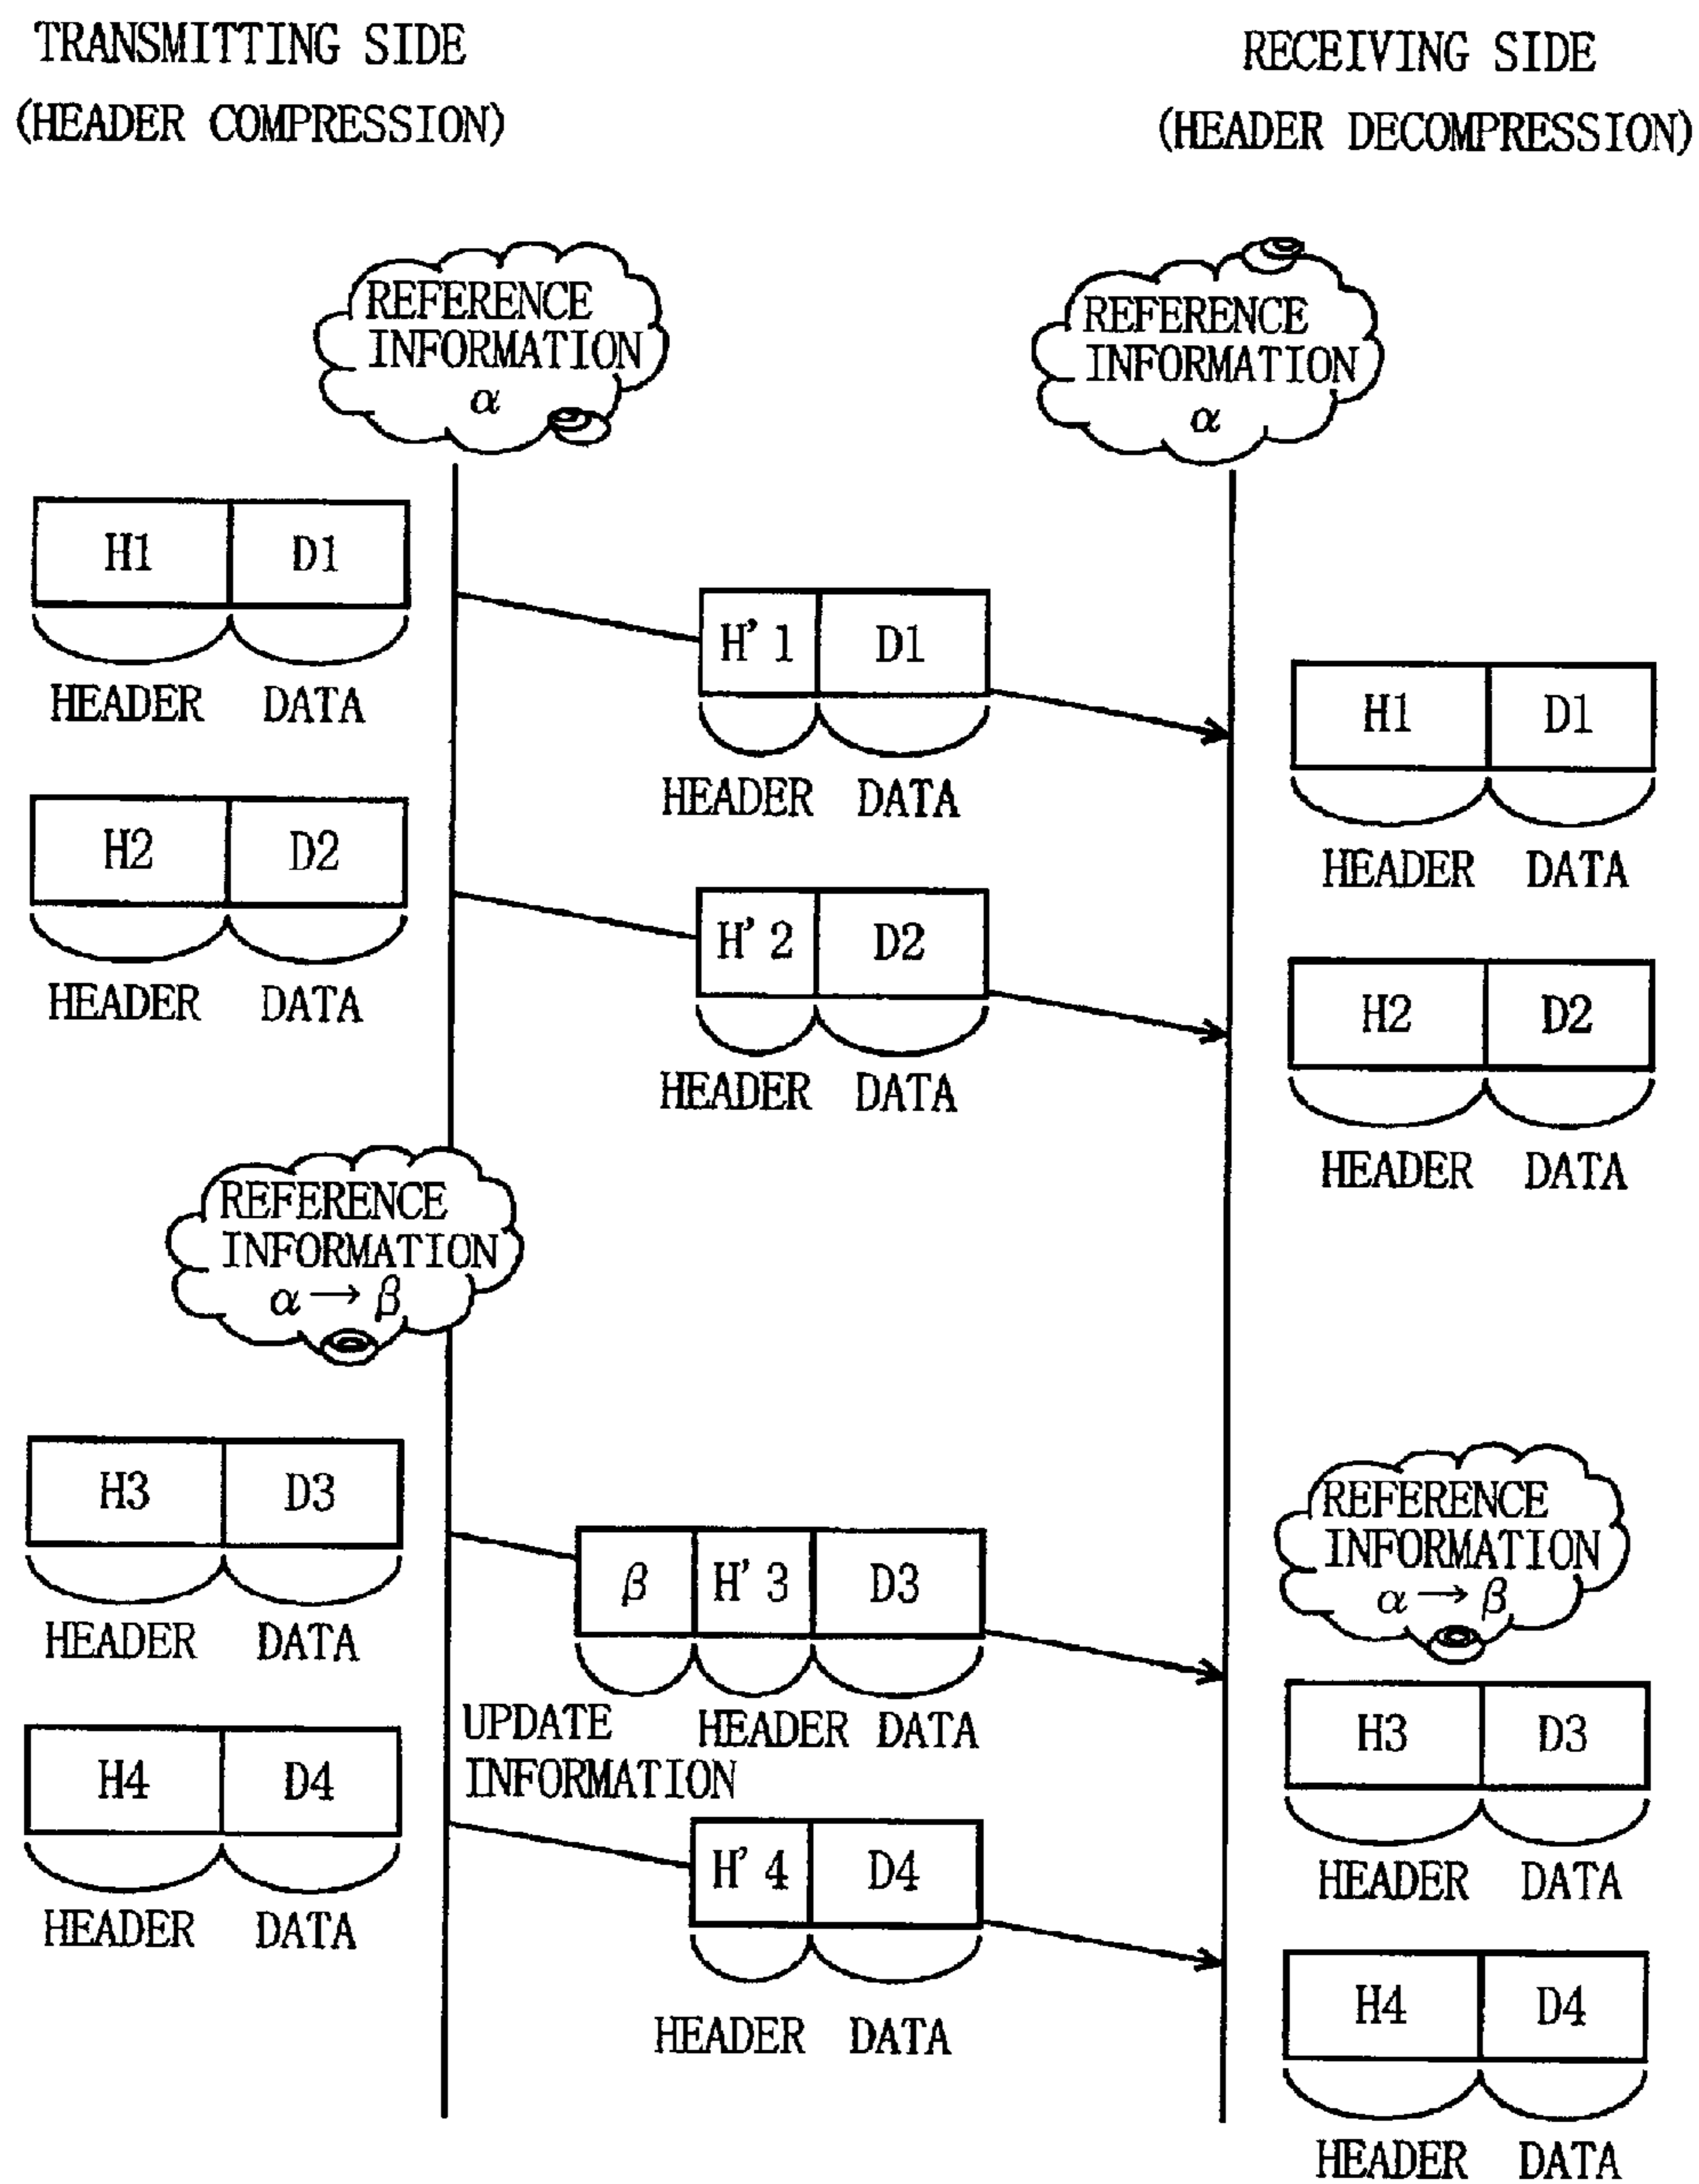 TRANSMITTING SIDE
(HEADER COMPRESSION)
RECEIVING SIDE
(HEADER DECOMPRESSION)
REFERENCE
INFORMATION
α
REFERENCE
INFORMATION
α
H1 D1
HEADER DATA
H'1 D1
HEADER DATA
H1 D1
HEADER DATA
H2 D2
HEADER DATA
H'2 D2
HEADER DATA
H2 D2
HEADER DATA
REFERENCE
INFORMATION
α → β
H3 D3
HEADER DATA
β H'3 D3
UPDATE
INFORMATION
HEADER DATA
REFERENCE
INFORMATION
α → β
H3 D3
HEADER DATA
H4 D4
HEADER DATA
H'4 D4
HEADER DATA
H4 D4
HEADER DATA